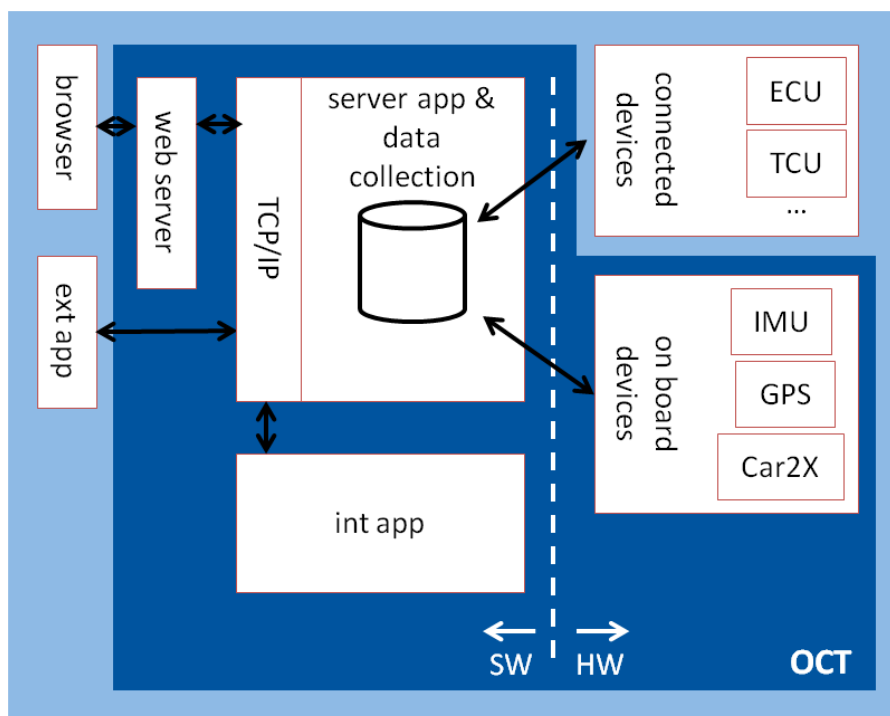 browser
web server
ext app
TCP/IP
server app &
data
collection
int app
connected
devices
ECU
TCU
...
on board
devices
IMU
GPS
Car2X
SW
HW
OCT